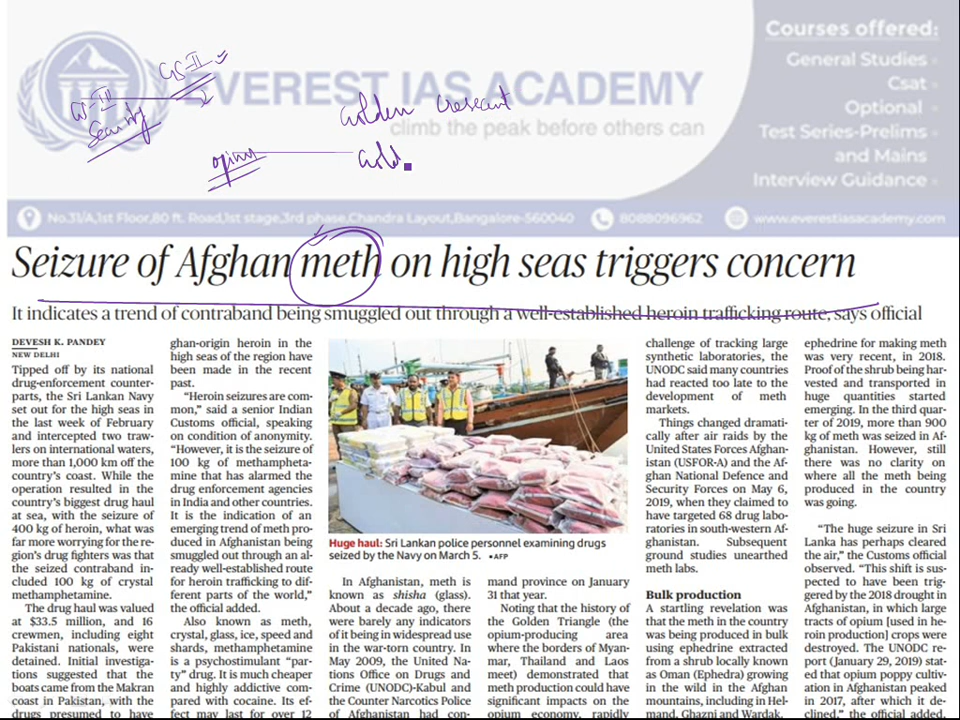 Courses offered:
General Studies
Csat
Optional
Test Series-Prelims
and Mains
Interview Guidance
EVEREST IAS ACADEMY
climb the peak before others can
GS-III
Security
GS-II
opium
Golden crescent
Gold
No.31/A,1st Floor,80 ft. Road,1st stage,3rd phase,Chandra Layout,Bangalore-560040
8088096962
www.everestiasacademy.com
Seizure of Afghan meth on high seas triggers concern
It indicates a trend of contraband being smuggled out through a well-established heroin trafficking route, says official
DEVESH K. PANDEY
NEW DELHI
Tipped off by its national
drug-enforcement counter-
parts, the Sri Lankan Navy
set out for the high seas in
the last week of February
and intercepted two traw-
lers on international waters,
more than 1,000 km off the
country's coast. While the
operation resulted in the
country's biggest drug haul
at sea, with the seizure of
400 kg of heroin, what was
far more worrying for the re-
gion's drug fighters was that
the seized contraband in-
cluded 100 kg of crystal
methamphetamine.
The drug haul was valued
at $33.5 million, and 16
crewmen, including eight
Pakistani nationals, were
detained. Initial investiga-
tions suggested that the
boats came from the Makran
coast in Pakistan, with the
drugs presumed to have
ghan-origin heroin in the
high seas of the region have
been made in the recent
past.
"Heroin seizures are com-
mon," said a senior Indian
Customs official, speaking
on condition of anonymity.
"However, it is the seizure of
100 kg of methampheta-
mine that has alarmed the
drug enforcement agencies
in India and other countries.
It is the indication of an
emerging trend of meth pro-
duced in Afghanistan being
smuggled out through an al-
ready well-established route
for heroin trafficking to dif-
ferent parts of the world,"
the official added.
Also known as meth,
crystal, glass, ice, speed and
shards, methamphetamine
is a psychostimulant "par-
ty" drug. It is much cheaper
and highly addictive com-
pared with cocaine. Its ef-
fect may last for over 12
Huge haul: Sri Lankan police personnel examining drugs
seized by the Navy on March 5. •AFP
In Afghanistan, meth is
known as shisha (glass).
About a decade ago, there
were barely any indicators
of it being in widespread use
in the war-torn country. In
May 2009, the United Na-
tions Office on Drugs and
Crime (UNODC)-Kabul and
the Counter Narcotics Police
of Afghanistan had con-
mand province on January
31 that year.
Noting that the history of
the Golden Triangle (the
opium-producing area
where the borders of Myan-
mar, Thailand and Laos
meet) demonstrated that
meth production could have
significant impacts on the
opium economy, rapidly
challenge of tracking large
synthetic laboratories, the
UNODC said many countries
had reacted too late to the
development of meth
markets.
Things changed dramati-
cally after air raids by the
United States Forces Afghan-
istan (USFOR-A) and the Af-
ghan National Defence and
Security Forces on May 6,
2019, when they claimed to
have targeted 68 drug labo-
ratories in south-western Af-
ghanistan. Subsequent
ground studies unearthed
meth labs.
Bulk production
A startling revelation was
that the meth in the country
was being produced in bulk
using ephedrine extracted
from a shrub locally known
as Oman (Ephedra) growing
in the wild in the Afghan
mountains, including in Hel-
mand, Ghazni and Wardak.
ephedrine for making meth
was very recent, in 2018.
Proof of the shrub being har-
vested and transported in
huge quantities started
emerging. In the third quar-
ter of 2019, more than 900
kg of meth was seized in Af-
ghanistan. However, still
there was no clarity on
where all the meth being
produced in the country
was going.
"The huge seizure in Sri
Lanka has perhaps cleared
the air," the Customs official
observed. "This shift is sus-
pected to have been trig-
gered by the 2018 drought in
Afghanistan, in which large
tracts of opium [used in he-
roin production] crops were
destroyed. The UNODC re-
port (January 29, 2019) stat-
ed that opium poppy cultiv-
ation in Afghanistan peaked
in 2017, after which it de-
clined," the official added.